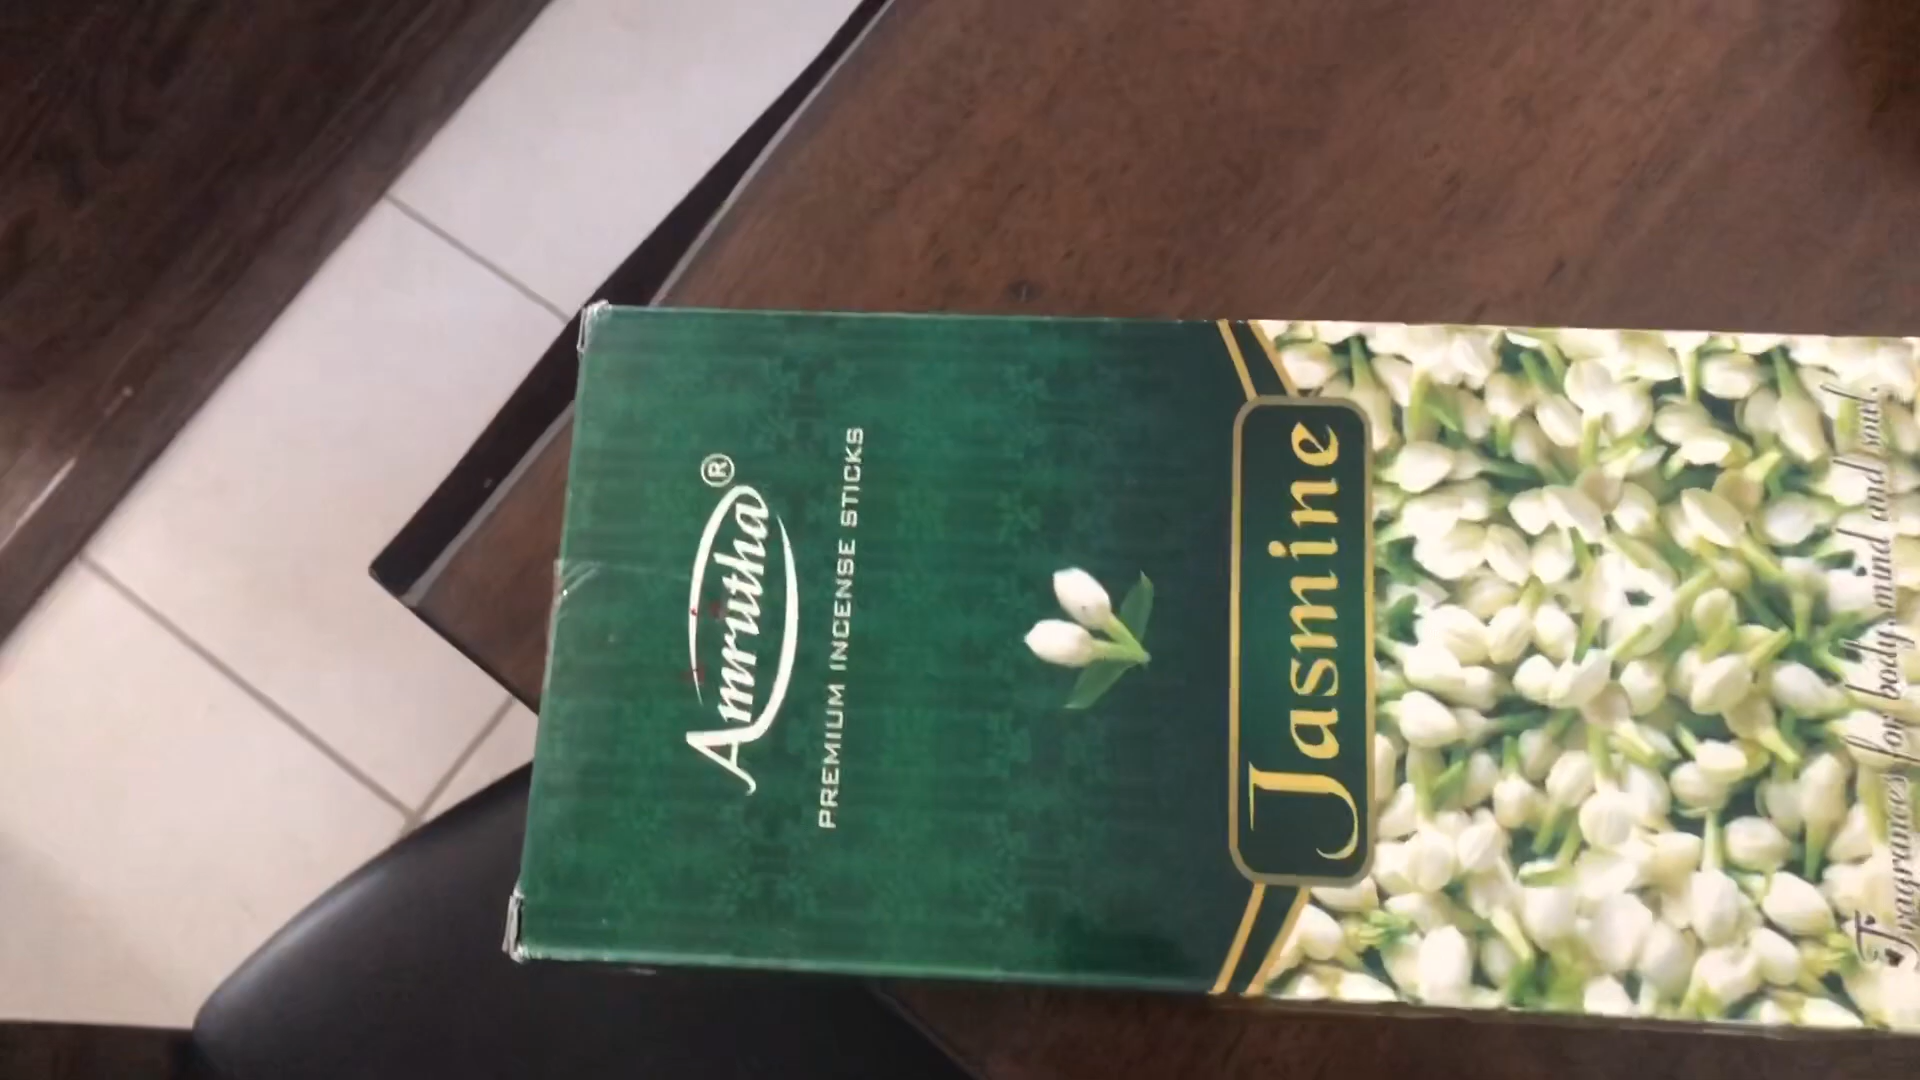 Amrutha®
PREMIUM INCENSE STICKS
Jasmine
Fragrances for body, mind and soul.